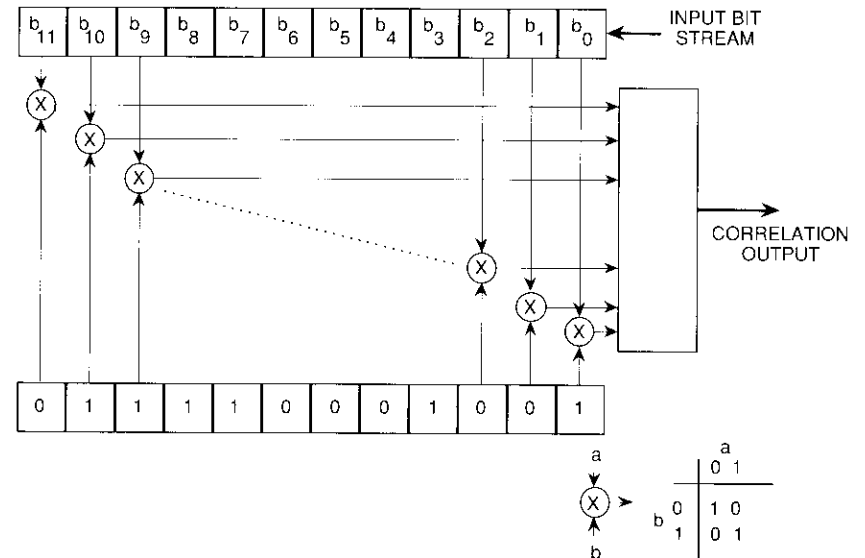 b11 b10 b9 b8 b7 b6 b5 b4 b3 b2 b1 b0
INPUT BIT
STREAM
X
X
X
X
X
X
CORRELATION
OUTPUT
0 1 1 1 1 0 0 0 1 0 0 1
a
X
b
a
0 1
b
0 1 0
1 0 1